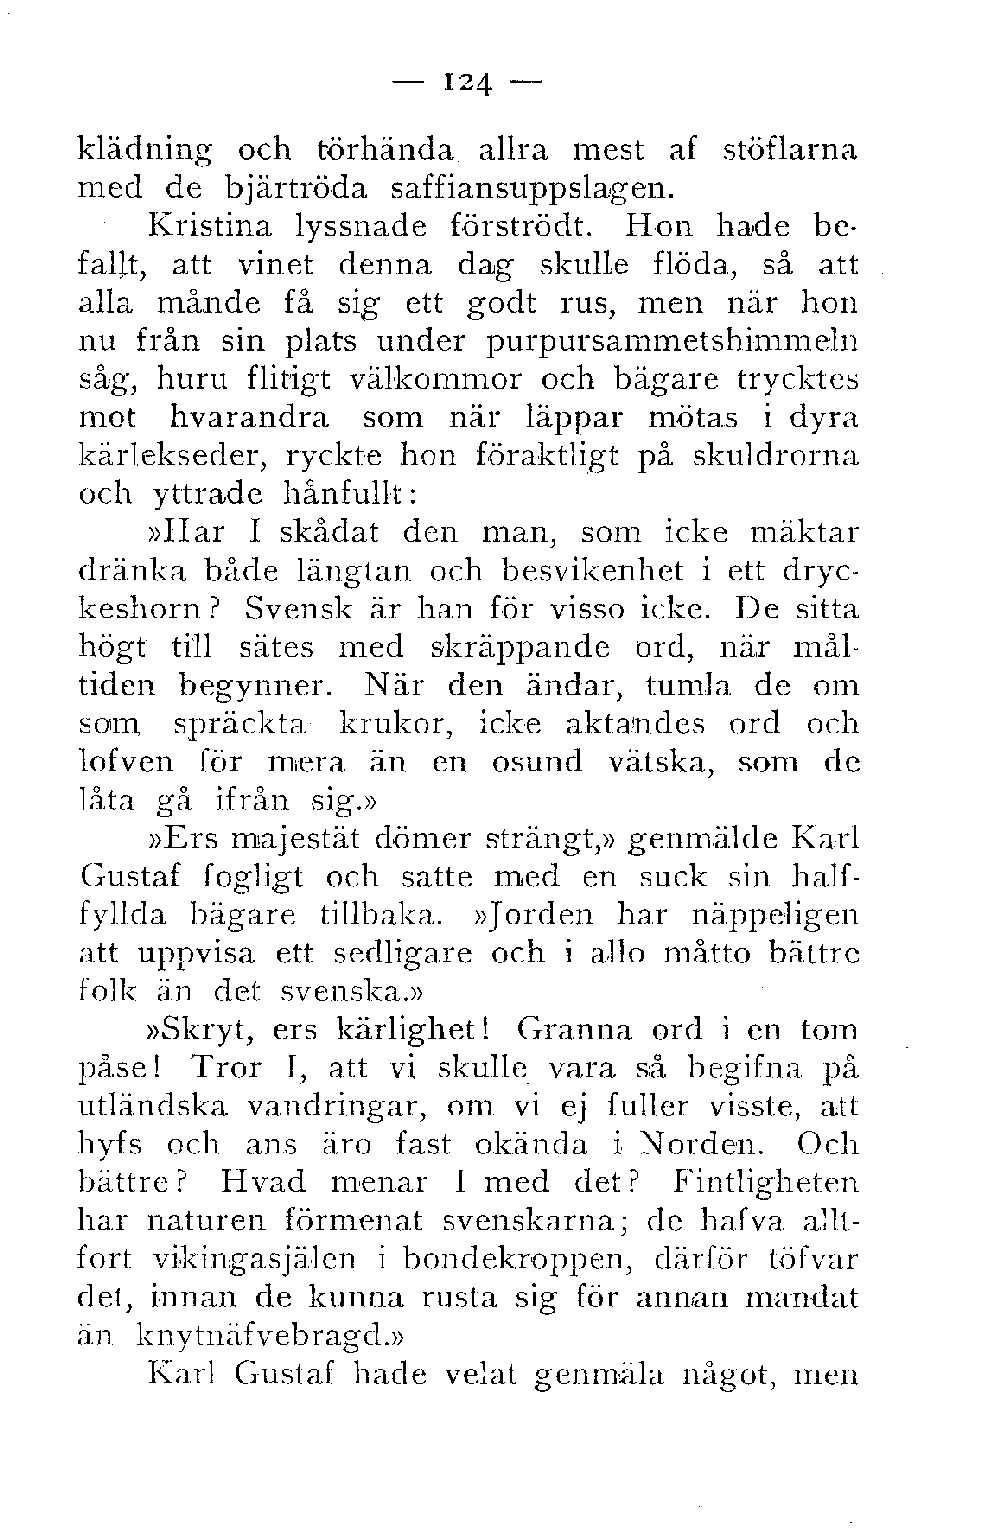 — 124 —
klädning och törhända allra mest af stöflarna
med de bjärtröda saffiansuppslagen.
Kristina lyssnade förströdt. Hon hade be-
fallt, att vinet denna dag skulle flöda, så att
alla månde få sig ett godt rus, men när hon
nu från sin plats under purpursammetshimmeln
såg, huru flitigt välkommor och bägare trycktes
mot hvarandra som när läppar mötas i dyra
kärlekseder, ryckte hon föraktligt på skuldrorna
och yttrade hånfullt:
»Har I skådat den man, som icke mäktar
dränka både längtan och besvikenhet i ett dryc-
keshorn? Svensk är han för visso icke. De sitta
högt till sätes med skräppande ord, när mål-
tiden begynner. När den ändar, tumla de om
som spräckta krukor, icke aktandes ord och
lofven för mera än en osund vätska, som de
låta gå ifrån sig.»
»Ers majestät dömer strängt,» genmälde Karl
Gustaf fogligt och satte med en suck sin half-
fyllda bägare tillbaka. »Jorden har näppeligen
att uppvisa ett sedligare och i allo måtto bättre
folk än det svenska.»
»Skryt, ers kärlighet! Granna ord i en tom
påse! Tror I, att vi skulle vara så begifna på
utländska vandringar, om vi ej fuller visste, att
hyfs och ans äro fast okända i Norden. Och
bättre? Hvad menar I med det? Fintligheten
har naturen förmenat svenskarna; de hafva allt-
fort vikingasjälen i bondekroppen, därför töfvar
det, innan de kunna rusta sig för annan mandat
än knytnäfvebragd.»
Karl Gustaf hade velat genmäla något, men